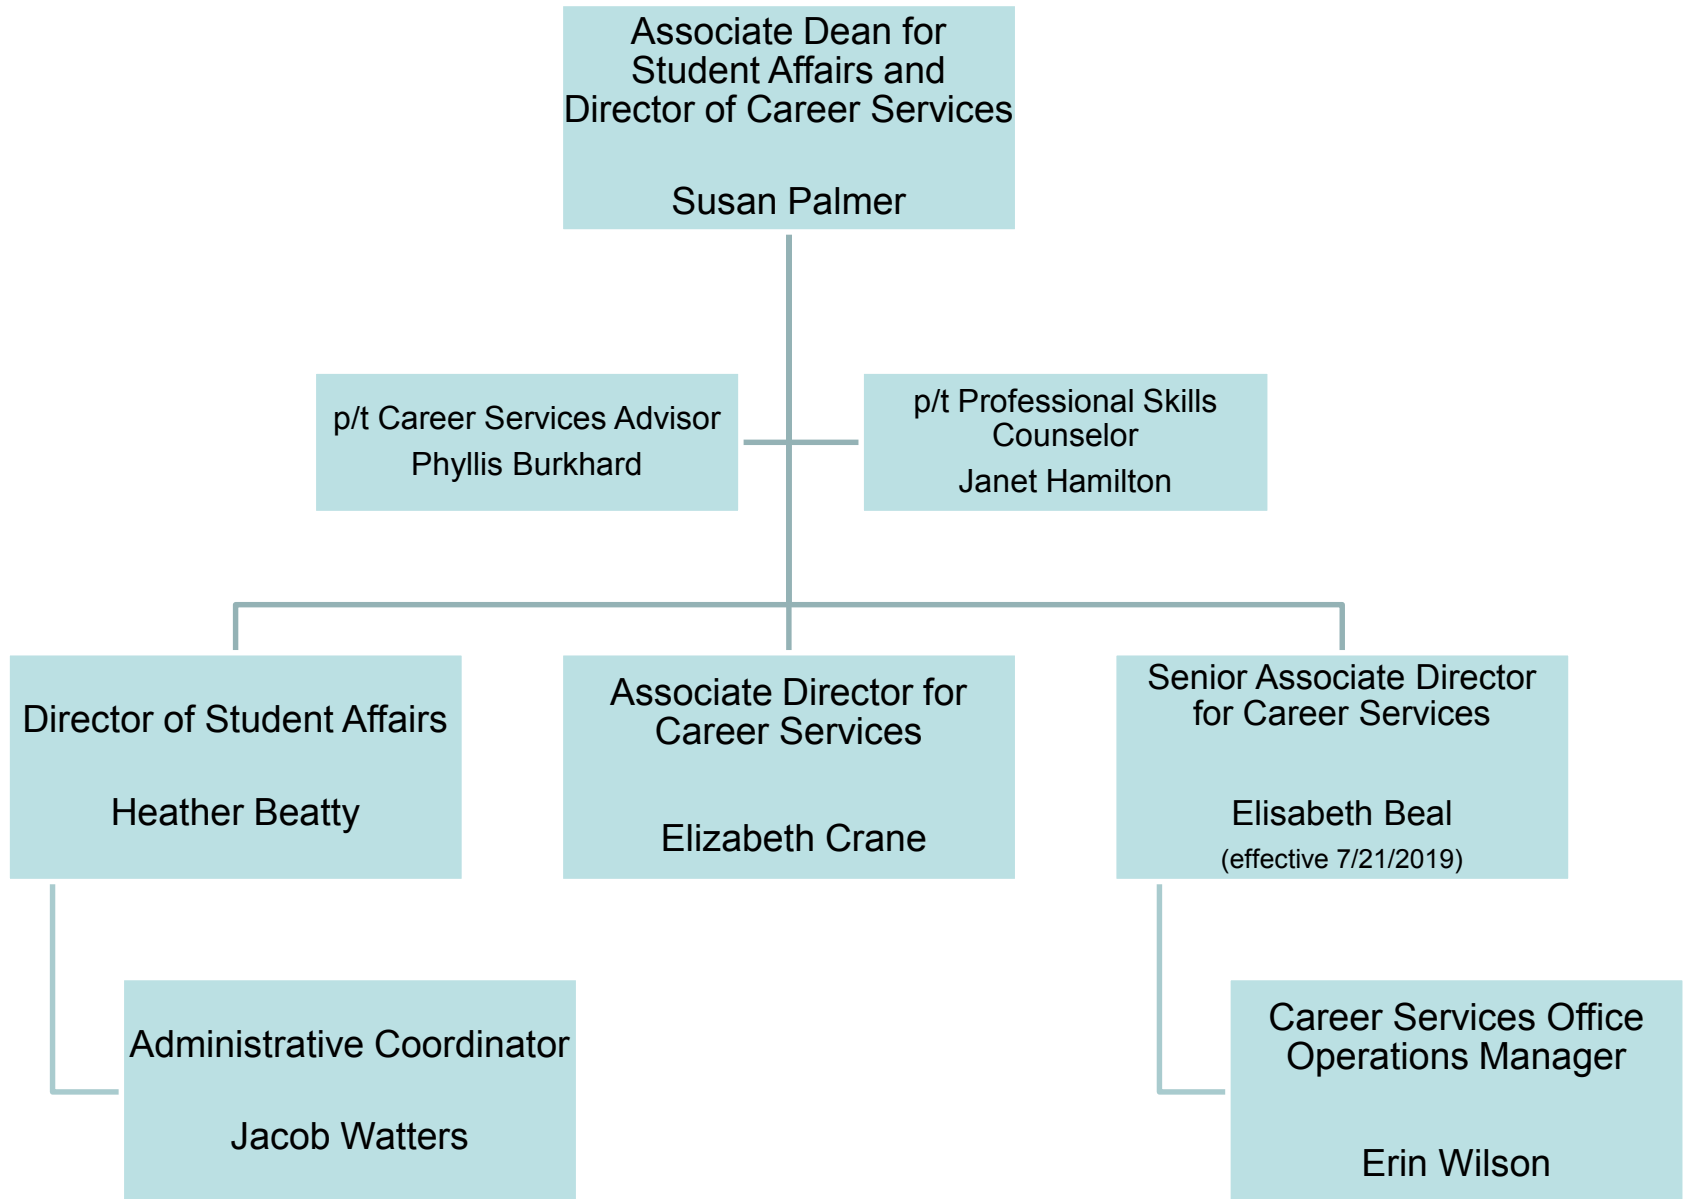 Associate Dean for
Student Affairs and
Director of Career Services
Susan Palmer
p/t Career Services Advisor
Phyllis Burkhard
p/t Professional Skills
Counselor
Janet Hamilton
Director of Student Affairs
Heather Beatty
Associate Director for
Career Services
Elizabeth Crane
Senior Associate Director
for Career Services
Elisabeth Beal
(effective 7/21/2019)
Administrative Coordinator
Jacob Watters
Career Services Office
Operations Manager
Erin Wilson